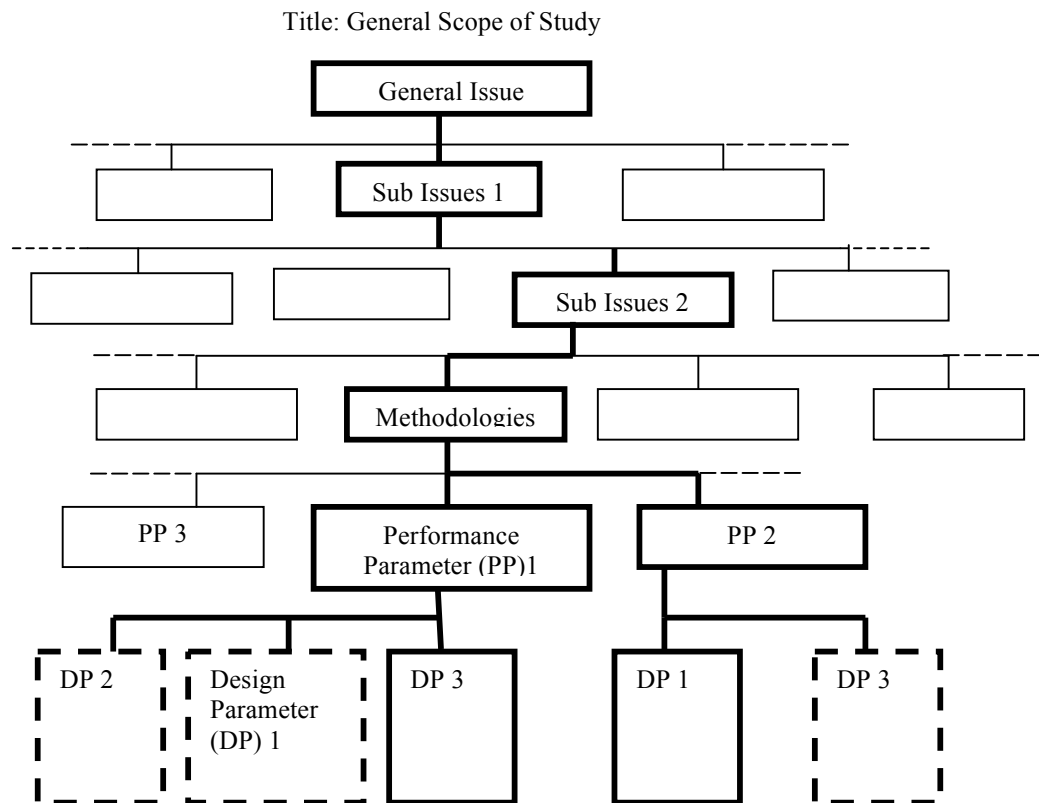 Title: General Scope of Study
General Issue
Sub Issues 1
Sub Issues 2
Methodologies
PP 3
Performance
Parameter (PP)1
PP 2
DP 2
Design
Parameter
(DP) 1
DP 3
DP 1
DP 3